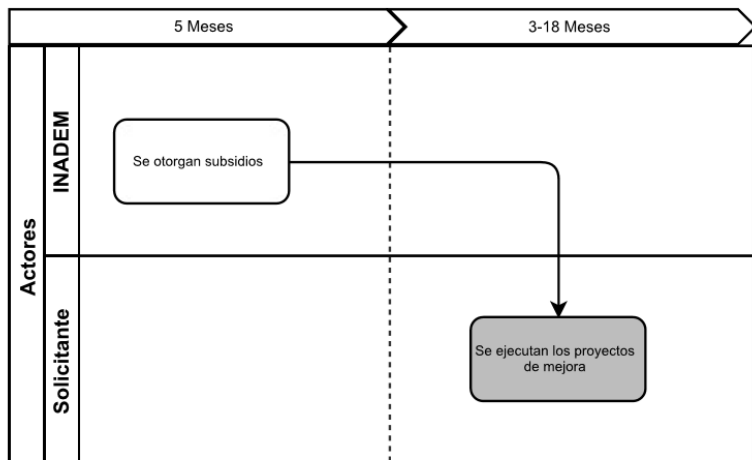 5 Meses
3-18 Meses
Actores
INADEM
Se otorgan subsidios
Solicitante
Se ejecutan los proyectos
de mejora